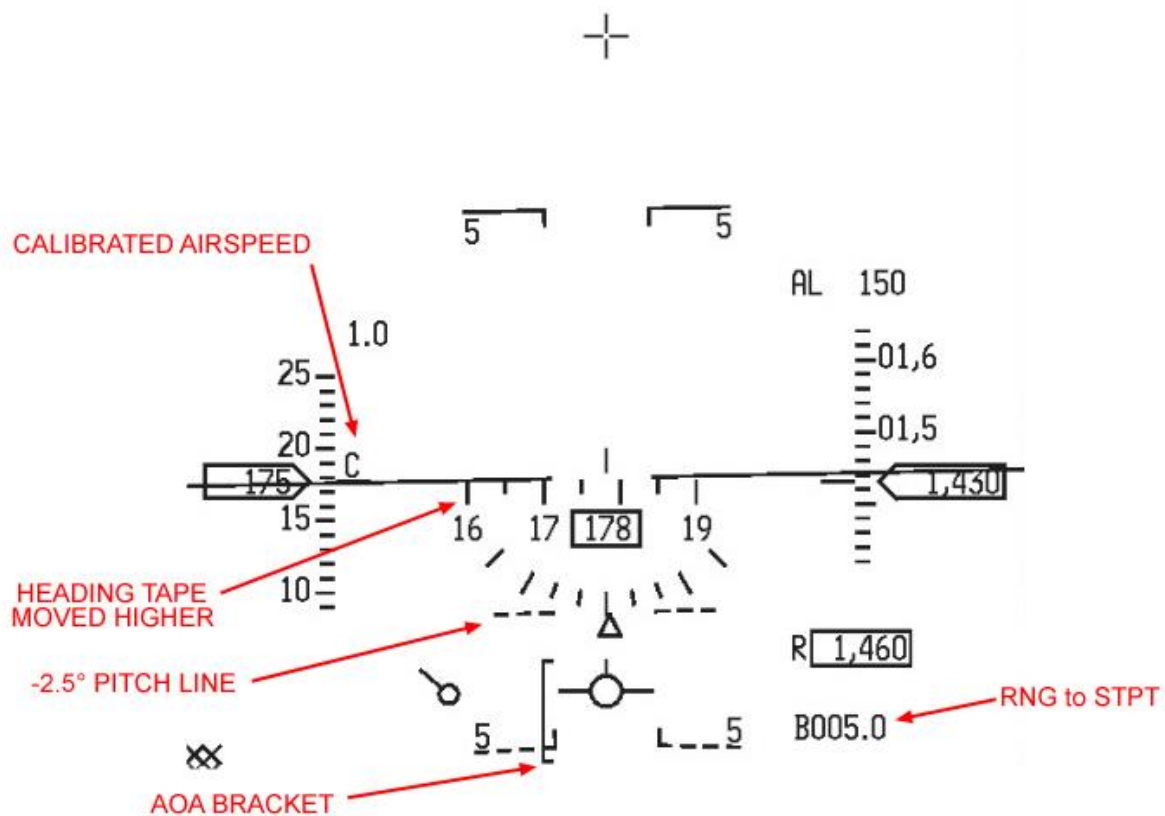 5 5
CALIBRATED AIRSPEED
AL 150
1.0
25
01,6
20
01,5
C
175
1,430
15
16 17 178 19
10
HEADING TAPE
MOVED HIGHER
R 1,460
-2.5° PITCH LINE
RNG to STPT
B005.0
5 5
AOA BRACKET